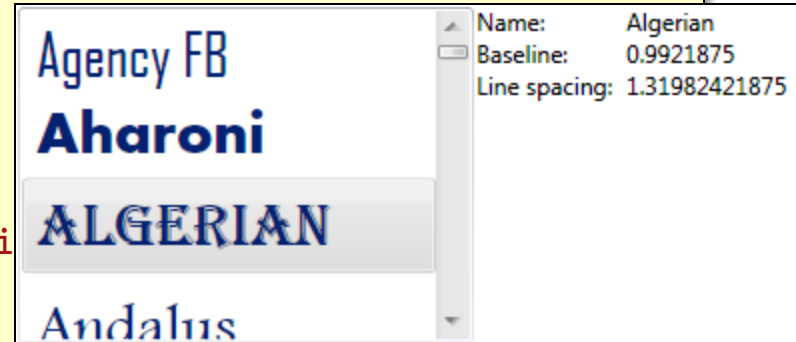 Agency FB
Aharoni
ALGERIAN
Andalus
Name: Algerian
Baseline: 0.9921875
Line spacing: 1.31982421875
i